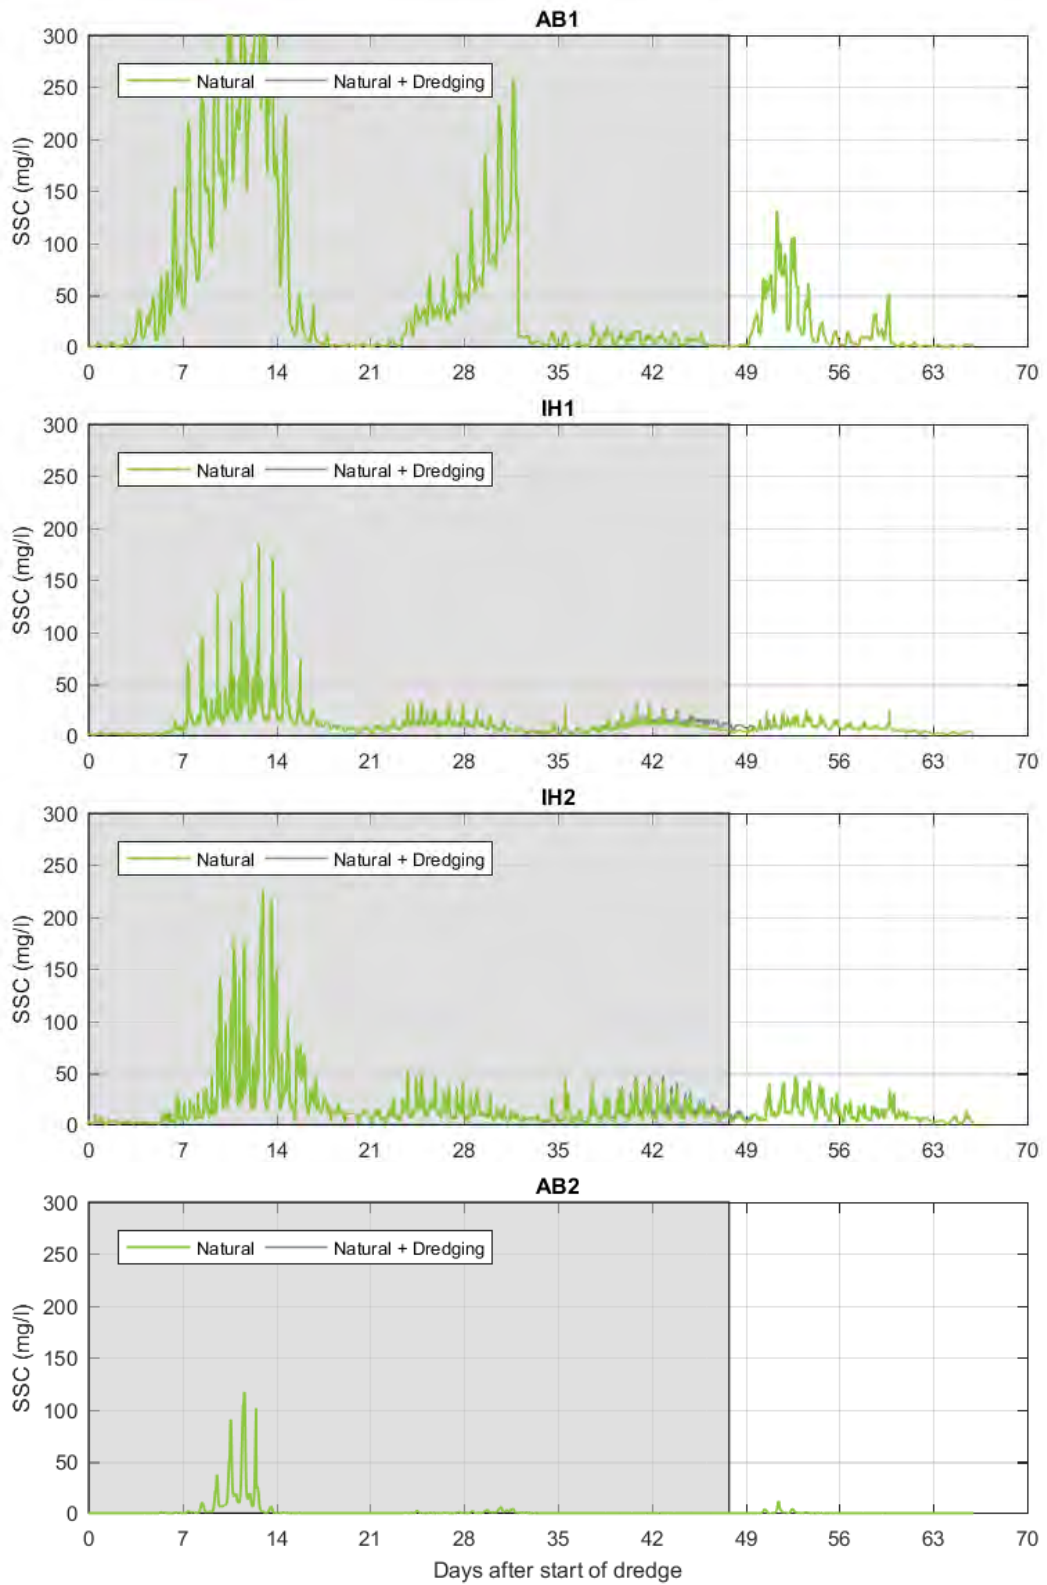 AB1
300
250
200
150
100
50
0
SSC (mg/l)
Natural Natural + Dredging
0 7 14 21 28 35 42 49 56 63 70
IH1
300
250
200
150
100
50
0
SSC (mg/l)
Natural Natural + Dredging
0 7 14 21 28 35 42 49 56 63 70
IH2
300
250
200
150
100
50
0
SSC (mg/l)
Natural Natural + Dredging
0 7 14 21 28 35 42 49 56 63 70
AB2
300
250
200
150
100
50
0
SSC (mg/l)
Natural Natural + Dredging
0 7 14 21 28 35 42 49 56 63 70
Days after start of dredge